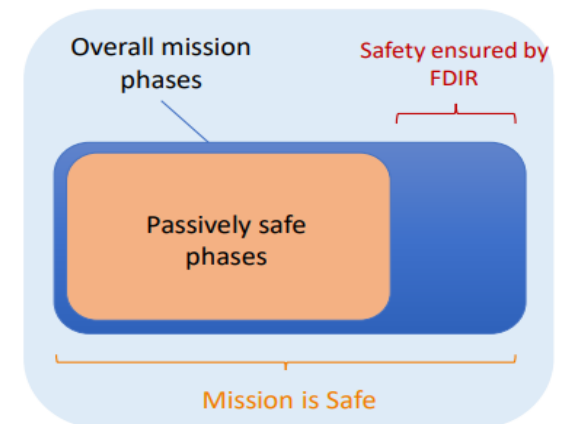 Overall mission
phases
Safety ensured by
FDIR
Passively safe
phases
Mission is Safe